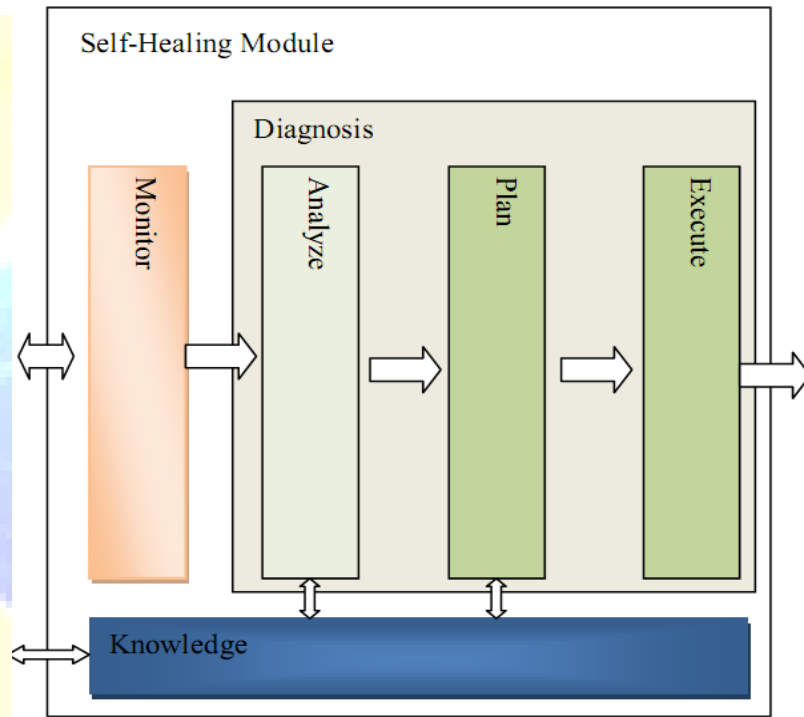 Self-Healing Module
Diagnosis
Monitor
Analyze
Plan
Execute
Knowledge